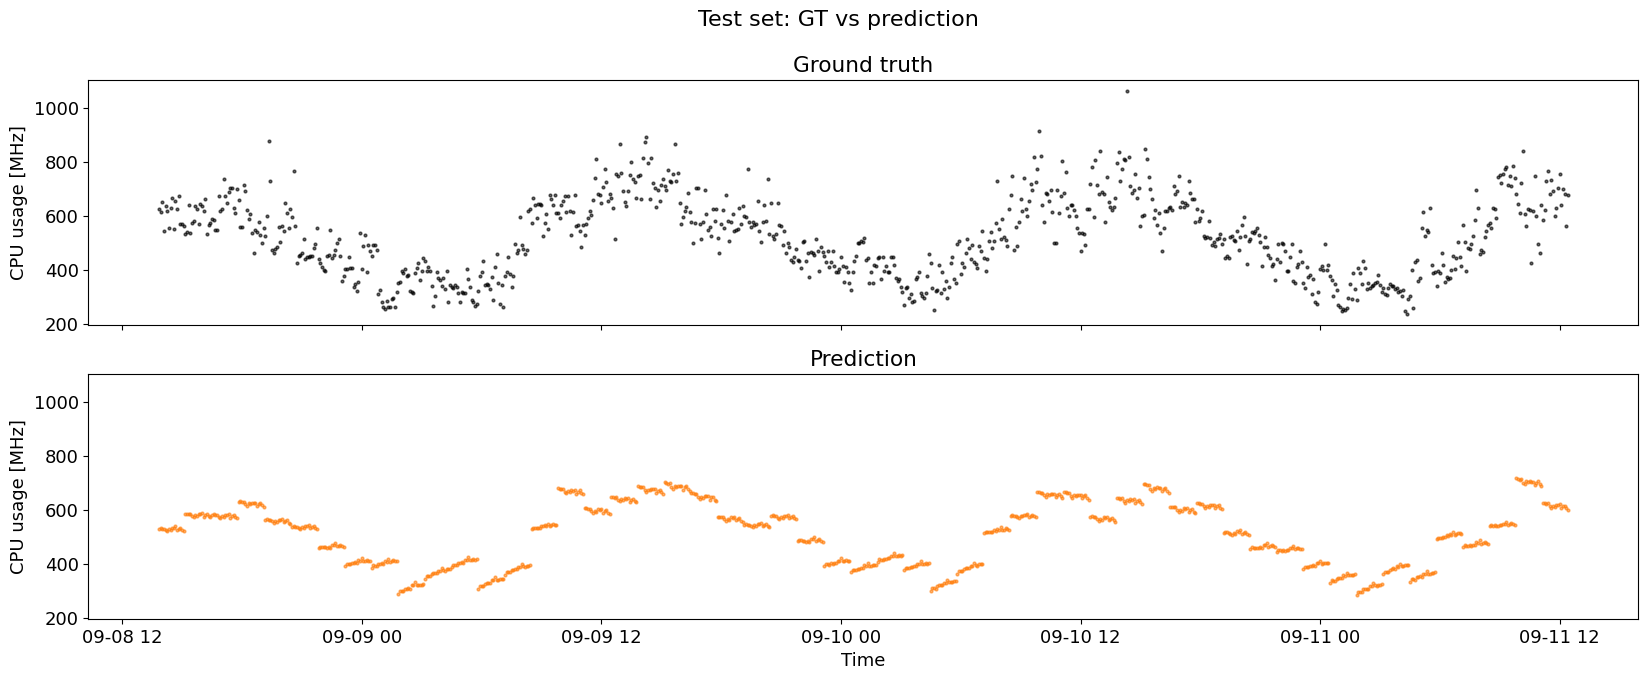 Test set: GT vs prediction
Ground truth
CPU usage [MHz]
1000
800
600
400
200
Prediction
CPU usage [MHz]
1000
800
600
400
200
09-08 12
09-09 00
09-09 12
09-10 00
09-10 12
09-11 00
09-11 12
Time